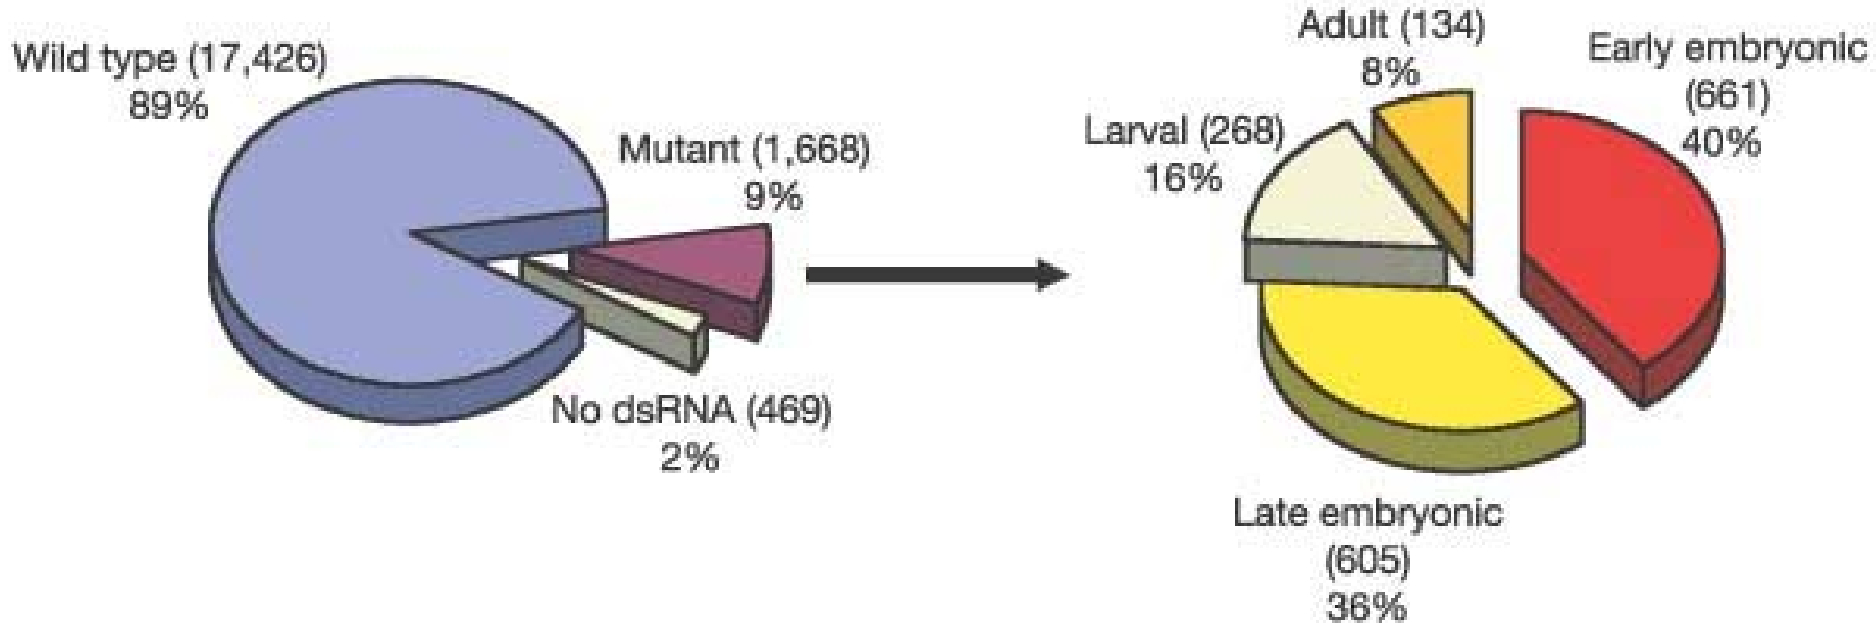 Wild type (17,426)
89%
Mutant (1,668)
9%
No dsRNA (469)
2%
Adult (134)
8%
Early embryonic
(661)
40%
Larval (268)
16%
Late embryonic
(605)
36%